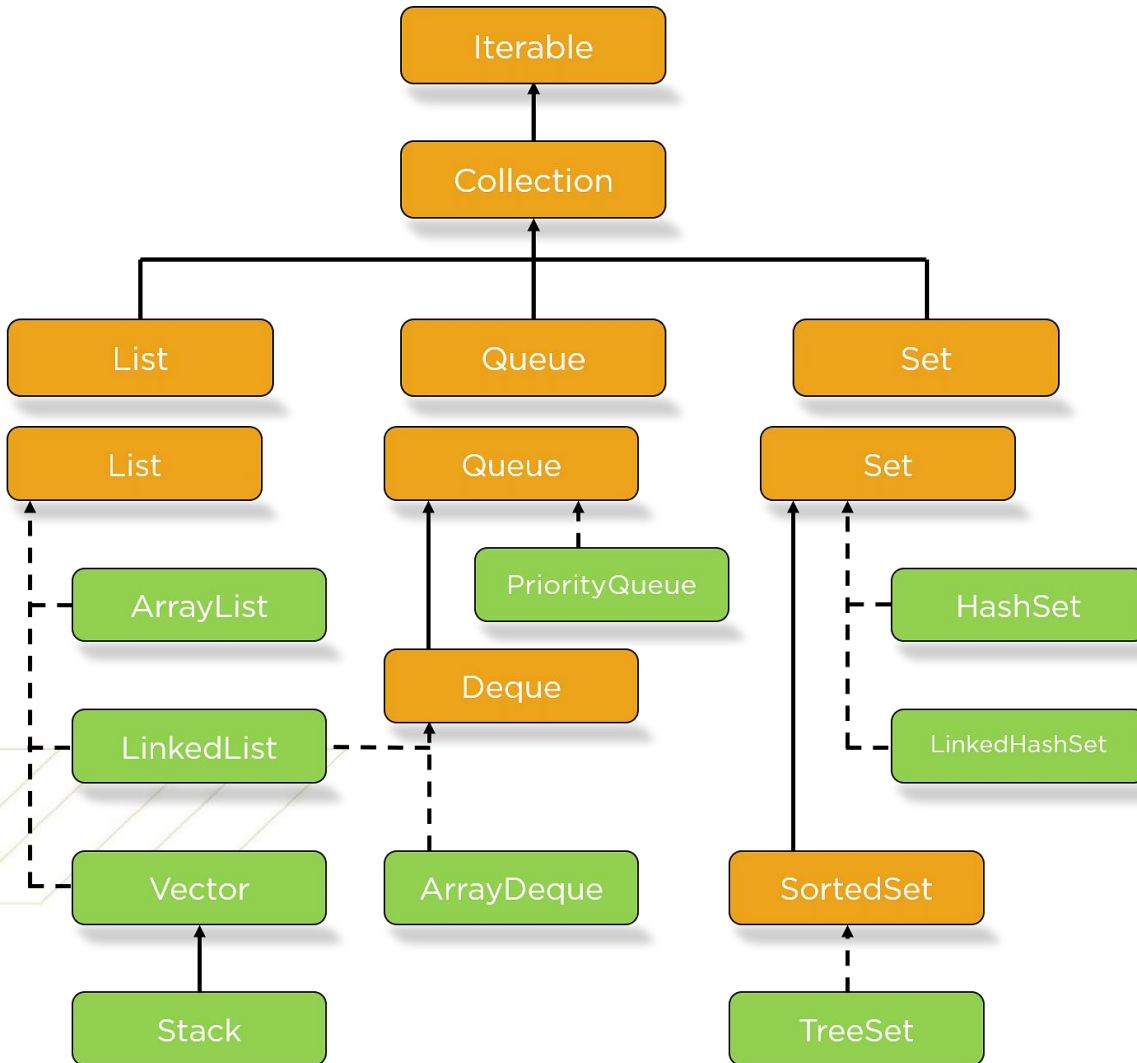 Iterable
Collection
List
Queue
Set
List
Queue
Set
ArrayList
PriorityQueue
HashSet
Deque
LinkedList
LinkedHashSet
Vector
ArrayDeque
SortedSet
Stack
TreeSet